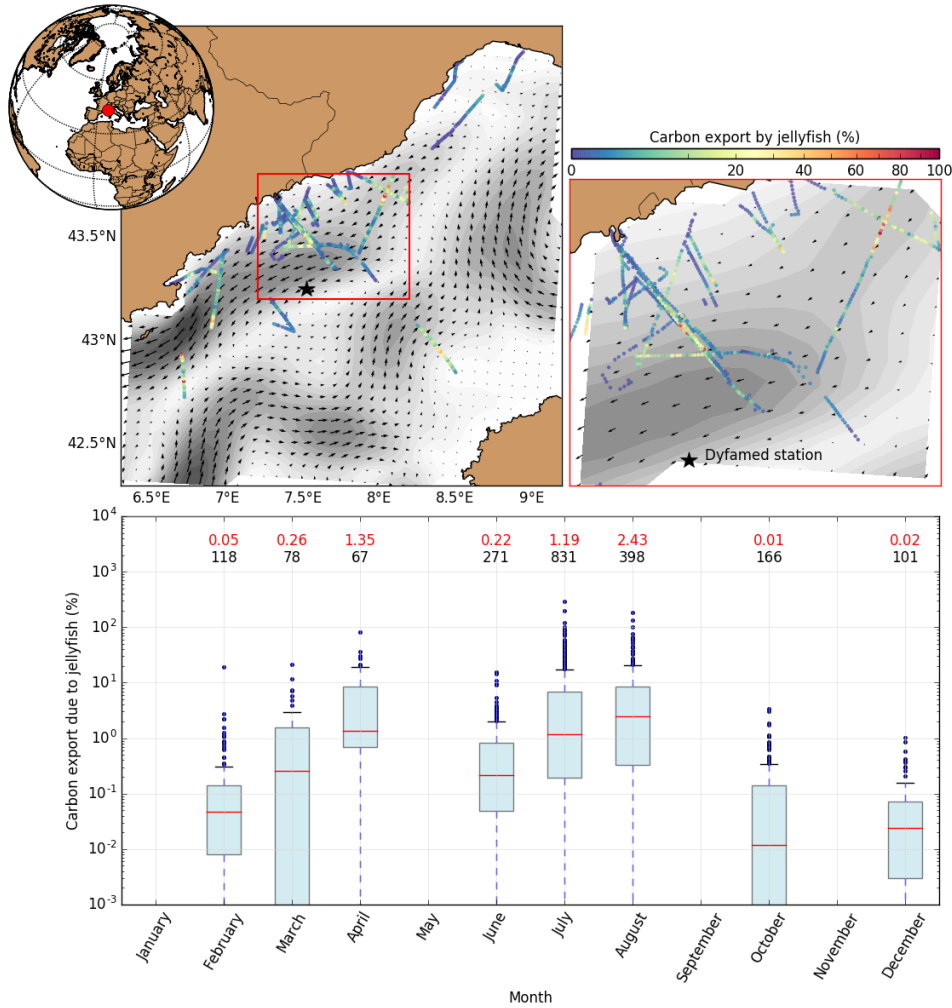 Carbon export by jellyfish (%)
0 20 40 60 80 100
43.5°N
43°N
42.5°N
6.5°E 7°E 7.5°E 8°E 8.5°E 9°E
Dyfamed station
Carbon export due to jellyfish (%)
10⁴
10³
10²
10¹
10⁰
10⁻¹
10⁻²
10⁻³
0.05 0.26 1.35 0.22 1.19 2.43 0.01 0.02
118 78 67 271 831 398 166 101
January February March April May June July August September October November December
Month